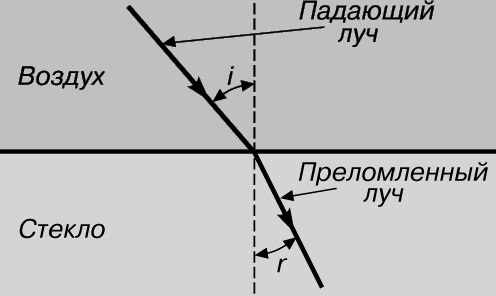 Падающий
луч
Воздух
i
Преломленный
луч
Стекло
r